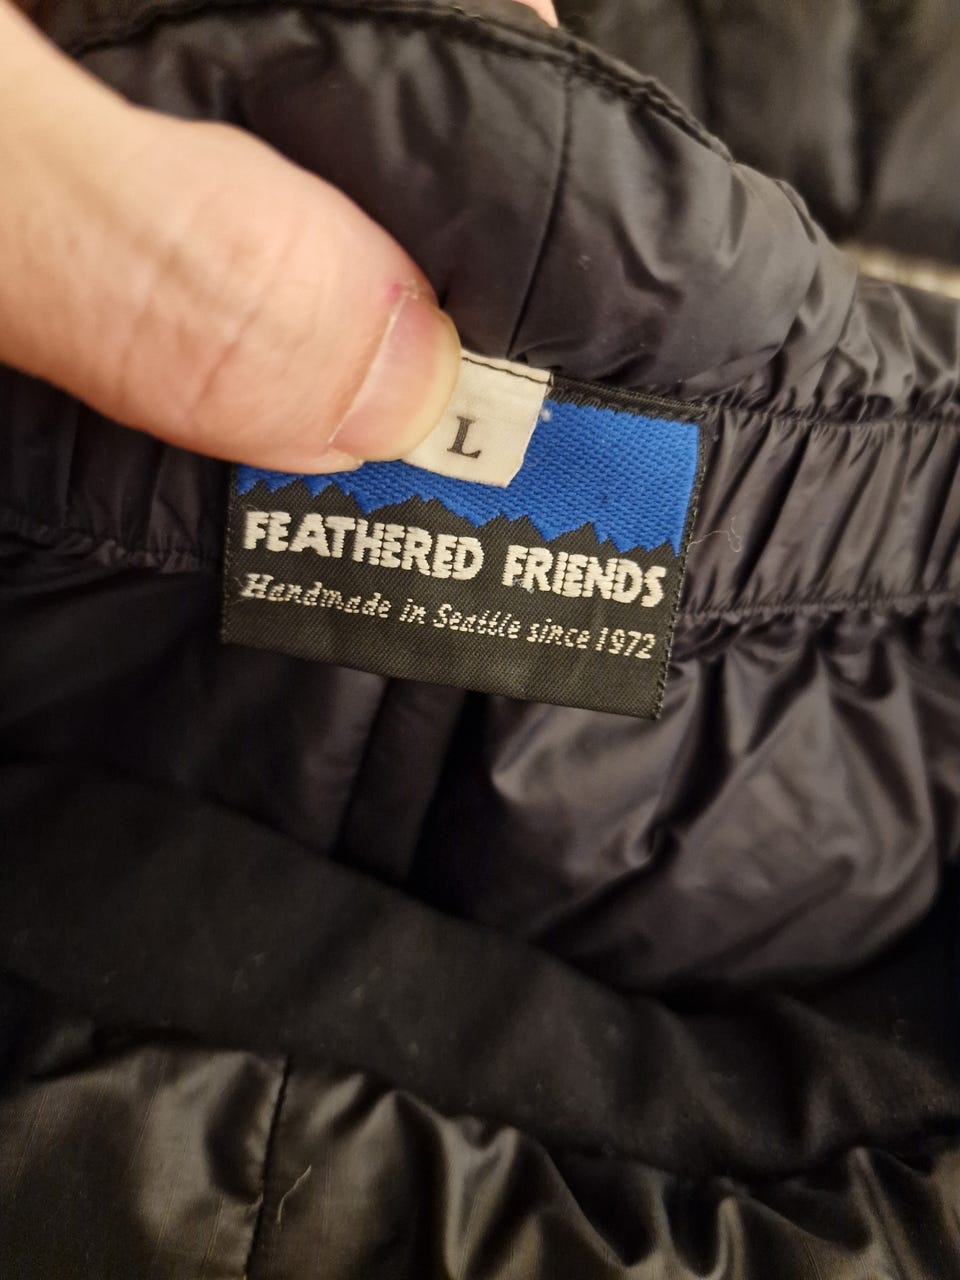 L
FEATHERED FRIENDS
Handmade in Seattle since 1972